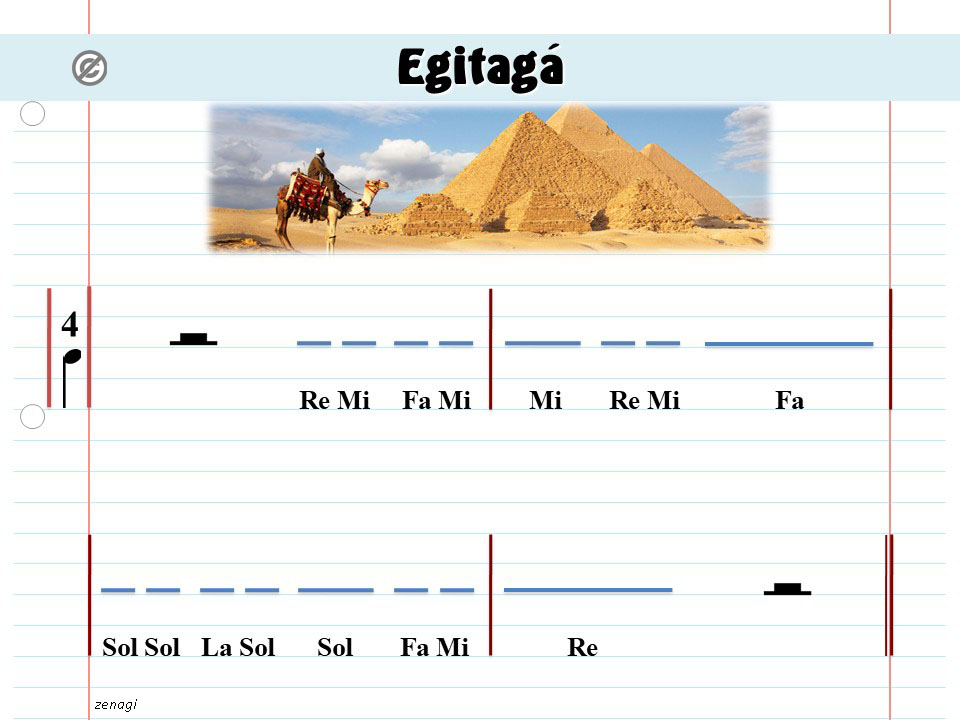 Egitagá
4
Re Mi Fa Mi Mi Re Mi Fa
Sol Sol La Sol Sol Fa Mi Re
zenagi